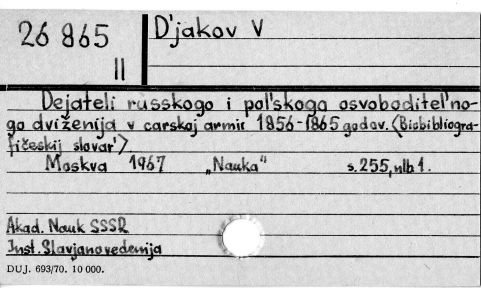 26 865
II
D'jakov V
Dejateli russkogo i pol'skogo osvoboditel'no-
go dviženija v carskoj armii 1856-1865 godov. (Biobibliogra-
fičeskij slovar')
Moskva 1967 „Nauka" s. 255, nlb 1.
Akad. Nauk SSSR
Inst. Slavjanovedenija
DUJ. 693/70. 10 000.